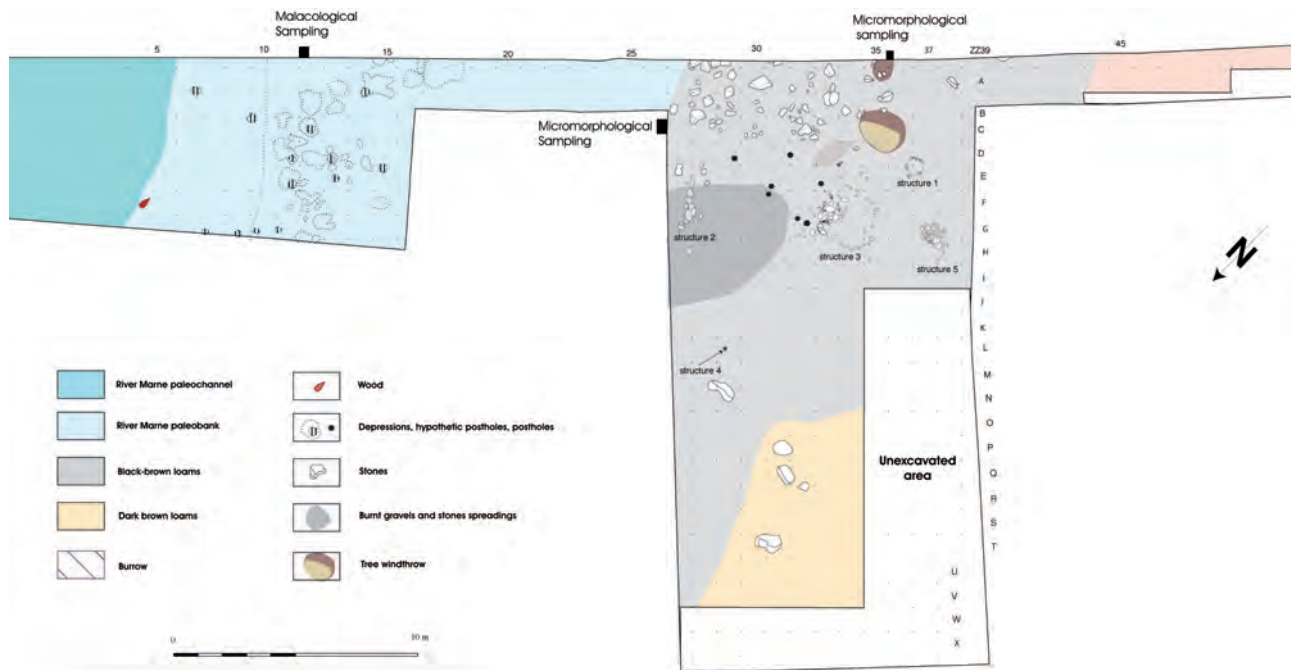 Malacological
Sampling
Micromorphological
sampling
5
10
15
20
25
30
35
37
ZZ39
45
A
B
C
D
E
F
G
H
I
J
K
L
M
N
O
P
Q
R
S
T
U
V
W
X
Micromorphological
Sampling
structure 1
structure 2
structure 3
structure 5
structure 4
N
Unexcavated
area
River Marne paleochannel
River Marne paleobank
Black-brown loams
Dark brown loams
Burrow
Wood
Depressions, hypothetic postholes, postholes
Stones
Burnt gravels and stones spreadings
Tree windthrow
0